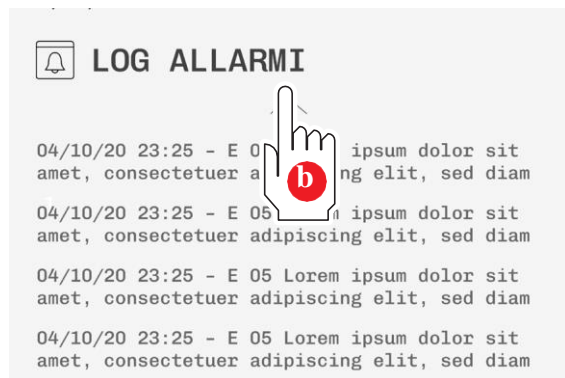 LOG ALLARMI
04/10/20 23:25 - E 0 ipsum dolor sit
amet, consectetuer a ng elit, sed diam
b
04/10/20 23:25 - E 05 ipsum dolor sit
amet, consectetuer adipiscing elit, sed diam
04/10/20 23:25 - E 05 Lorem ipsum dolor sit
amet, consectetuer adipiscing elit, sed diam
04/10/20 23:25 - E 05 Lorem ipsum dolor sit
amet, consectetuer adipiscing elit, sed diam